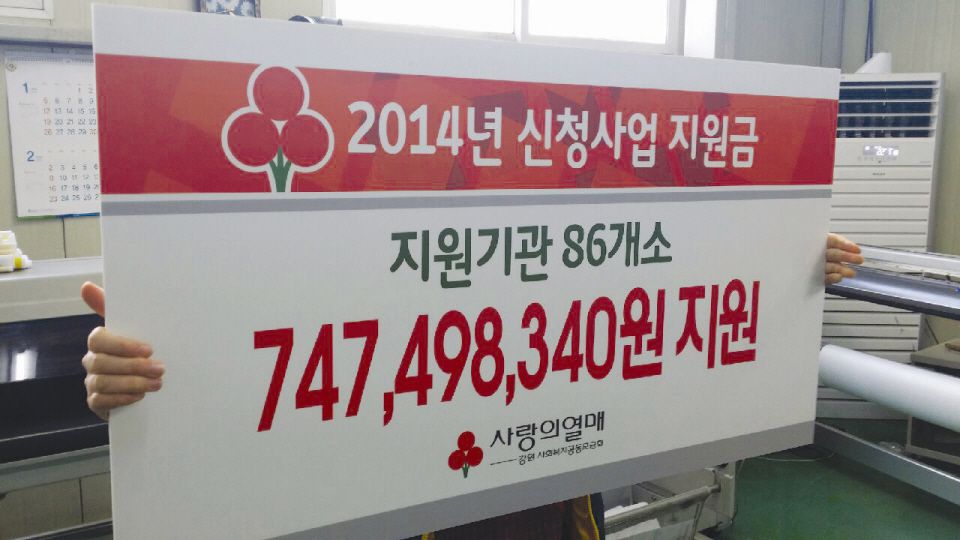 2014년 신청사업 지원금
지원기관 86개소
747,498,340원 지원
사랑의열매
강원 사회복지공동모금회
1
2